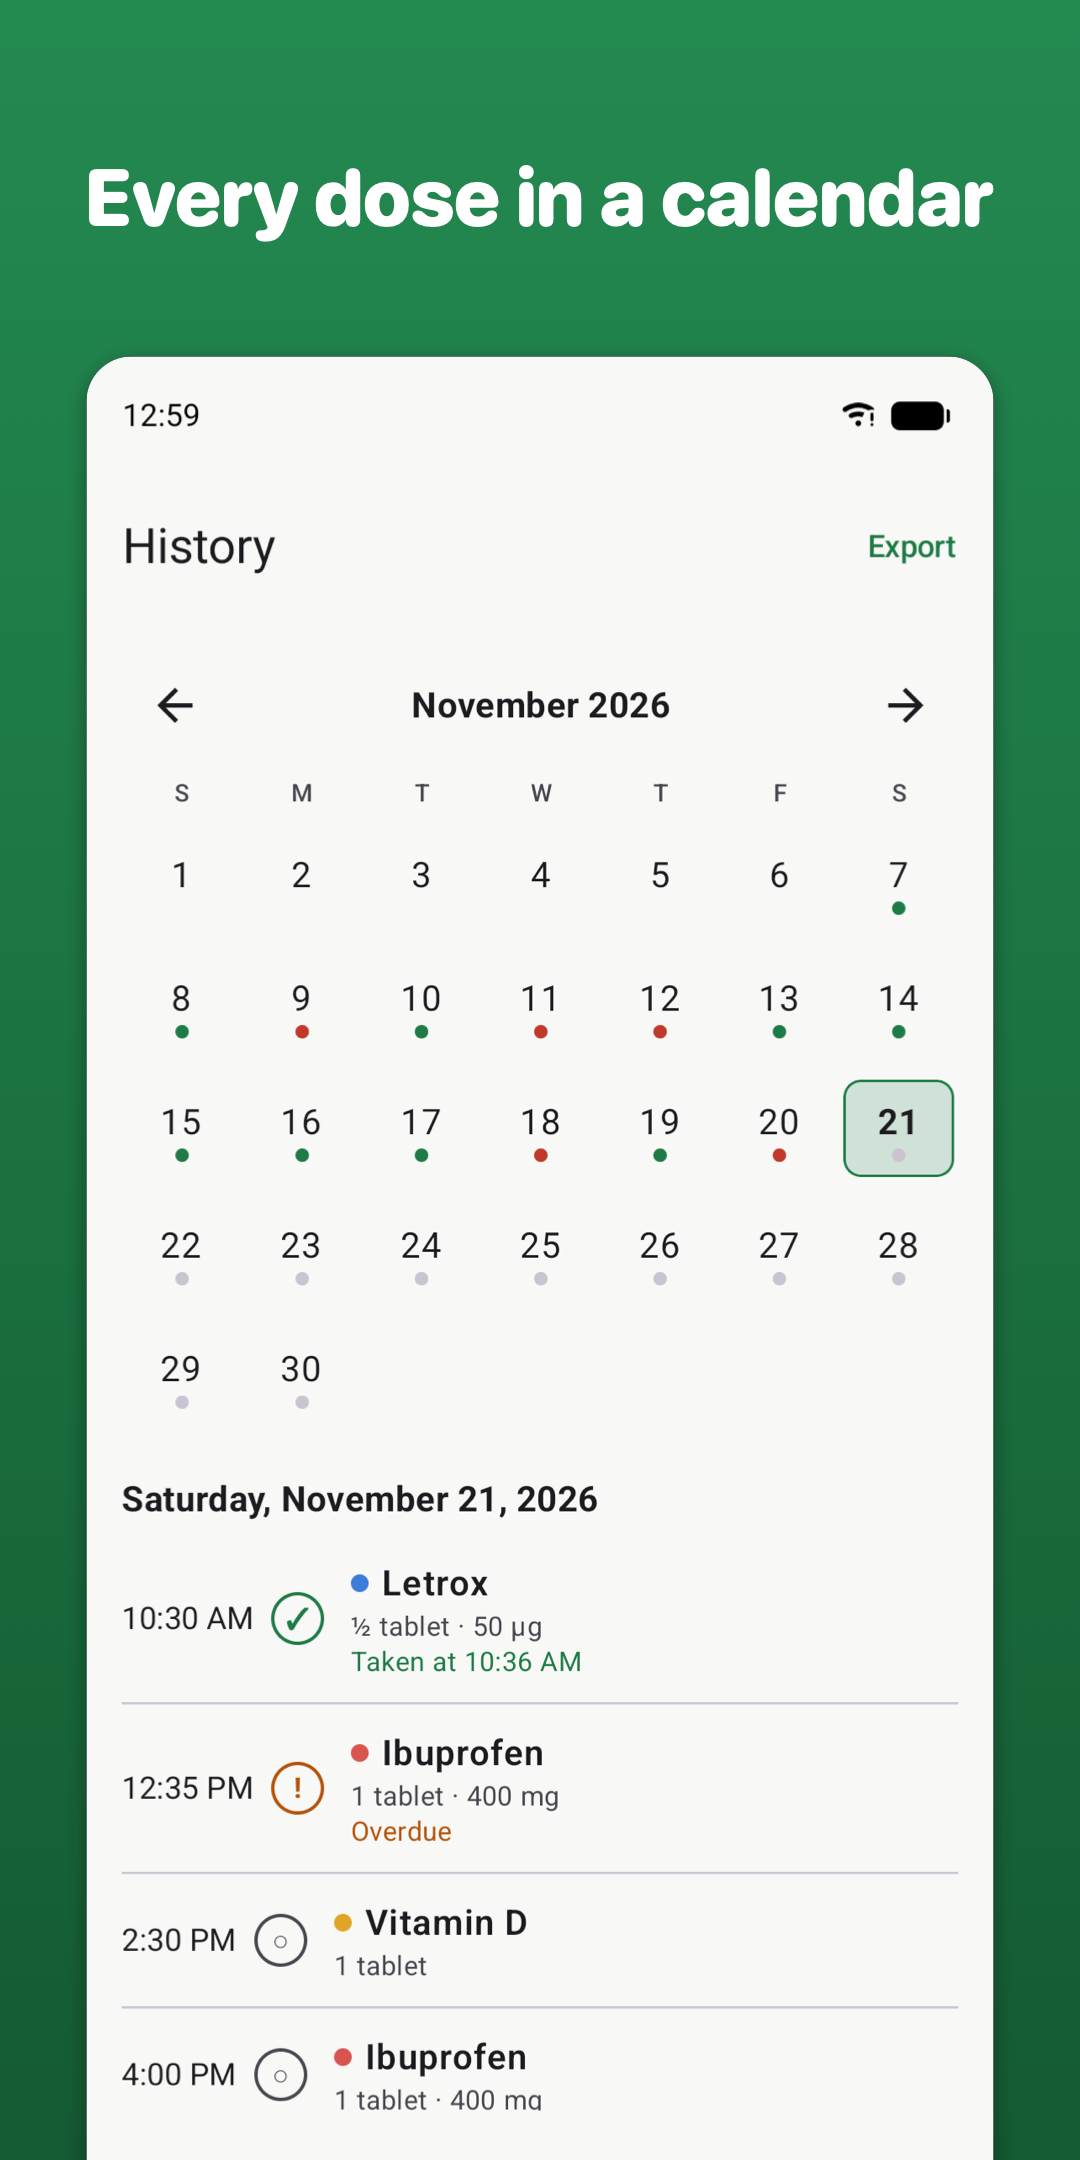 Every dose in a calendar
12:59
History
Export
November 2026
S M T W T F S
1 2 3 4 5 6 7
8 9 10 11 12 13 14
15 16 17 18 19 20 21
22 23 24 25 26 27 28
29 30
Saturday, November 21, 2026
Letrox
10:30 AM
½ tablet · 50 µg
Taken at 10:36 AM
Ibuprofen
12:35 PM
!
1 tablet · 400 mg
Overdue
Vitamin D
2:30 PM
1 tablet
Ibuprofen
4:00 PM
1 tablet · 400 mg